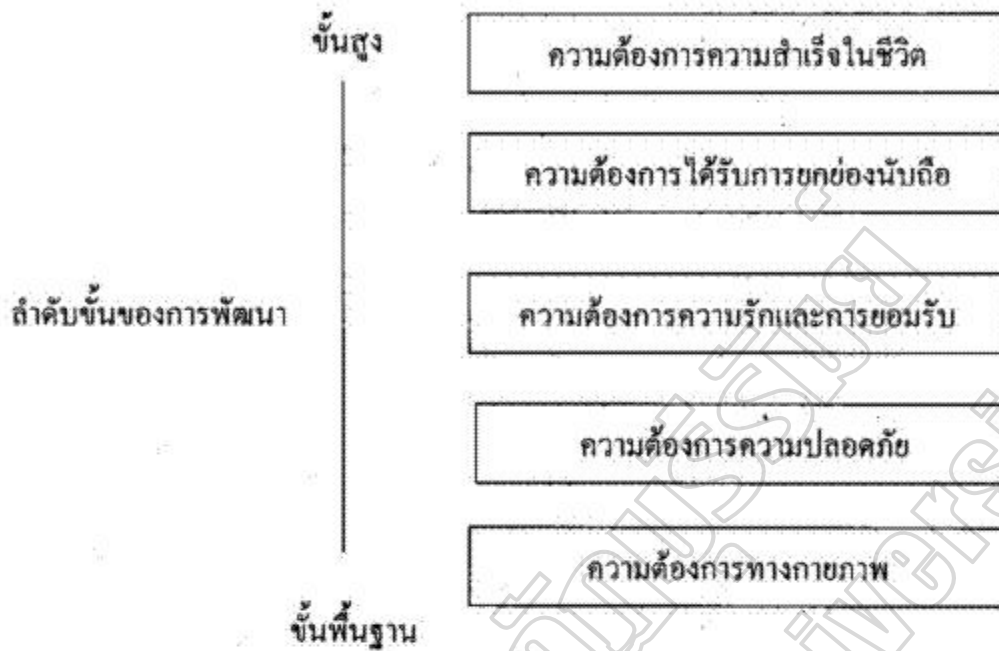 ขั้นสูง
ความต้องการความสำเร็จในชีวิต
ความต้องการได้รับการยกย่องนับถือ
ลำดับขั้นของการพัฒนา
ความต้องการความรักและการยอมรับ
ความต้องการความปลอดภัย
ความต้องการทางกายภาพ
ขั้นพื้นฐาน